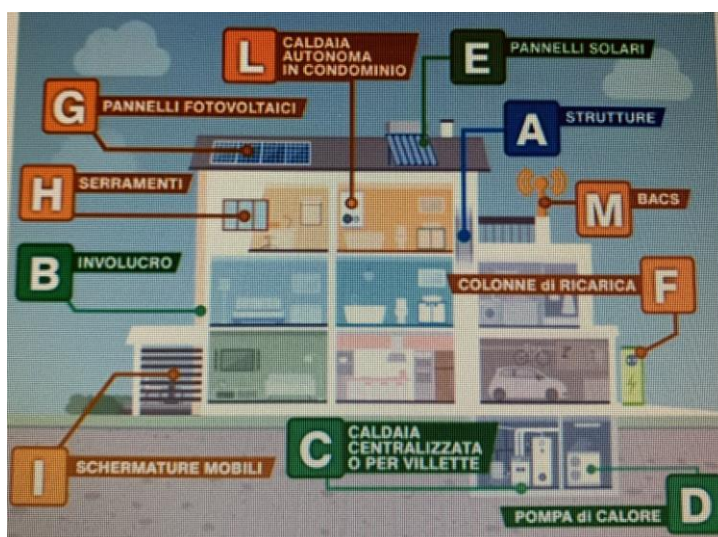 L
CALDAIA
AUTONOMA
IN CONDOMINIO
E
PANNELLI SOLARI
G
PANNELLI FOTOVOLTAICI
A
STRUTTURE
H
SERRAMENTI
M
BACS
B
INVOLUCRO
COLONNE di RICARICA
F
C
CALDAIA
CENTRALIZZATA
O PER VILLETTE
I
SCHERMATURE MOBILI
D
POMPA di CALORE